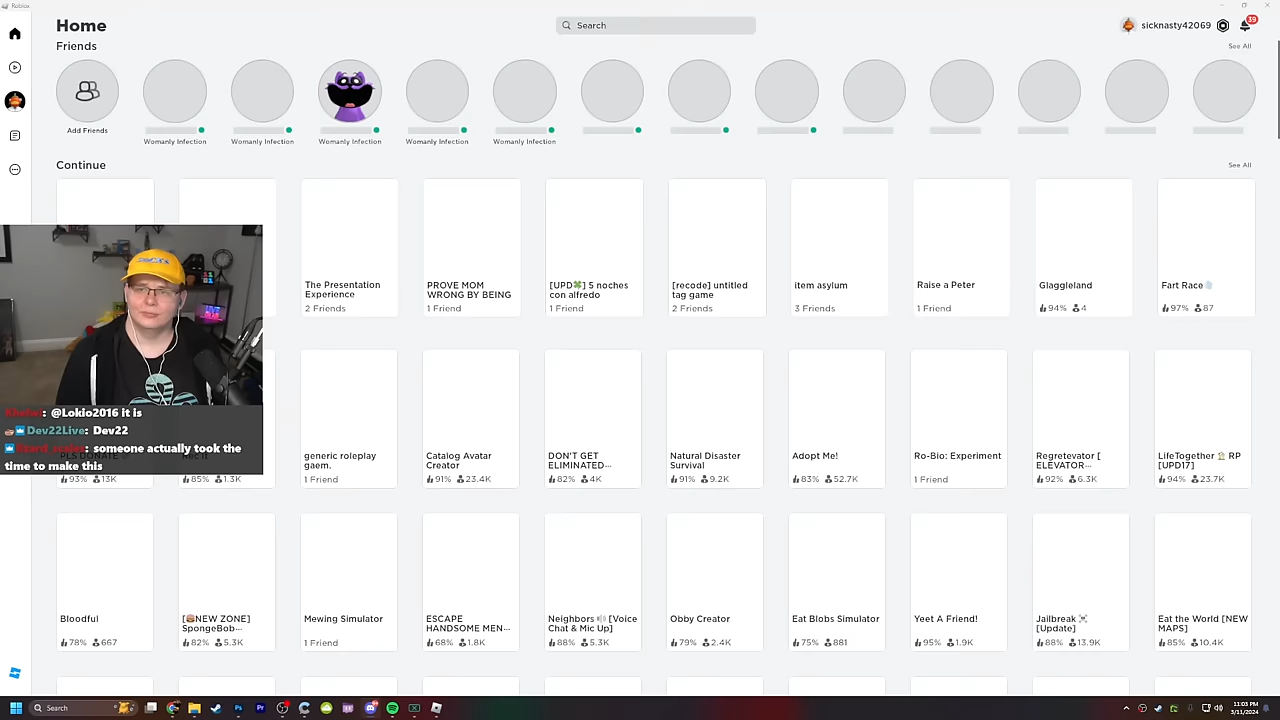 Roblox
Home
Search
sicknasty42069
39
Friends
See All
Add Friends
Womanly Infection
Womanly Infection
Womanly Infection
Womanly Infection
Womanly Infection
Continue
See All
The Presentation
Experience
2 Friends
PROVE MOM
WRONG BY BEING
1 Friend
[UPD🍀] 5 noches
con alfredo
1 Friend
[recode] untitled
tag game
2 Friends
item asylum
3 Friends
Raise a Peter
1 Friend
Glaggleland
94% 4
Fart Race💨
97% 87
@Lokio2016 it is
Dev22Live: Dev22
someone actually took the
time to make this
93% 13K
85% 1.3K
generic roleplay
gaem.
1 Friend
Catalog Avatar
Creator
91% 23.4K
DON'T GET
ELIMINATED...
82% 4K
Natural Disaster
Survival
91% 9.2K
Adopt Me!
83% 52.7K
Ro-Bio: Experiment
1 Friend
Regretevator [
ELEVATOR...
92% 6.3K
LifeTogether 🏠 RP
[UPD17]
94% 23.7K
Bloodful
78% 667
[🍔NEW ZONE]
SpongeBob...
82% 5.3K
Mewing Simulator
1 Friend
ESCAPE
HANDSOME MEN...
68% 1.8K
Neighbors 🔊 [Voice
Chat & Mic Up]
88% 5.3K
Obby Creator
79% 2.4K
Eat Blobs Simulator
75% 881
Yeet A Friend!
95% 1.9K
Jailbreak ☠
[Update]
88% 13.9K
Eat the World [NEW
MAPS]
85% 10.4K
Search
11:03 PM
3/11/2024